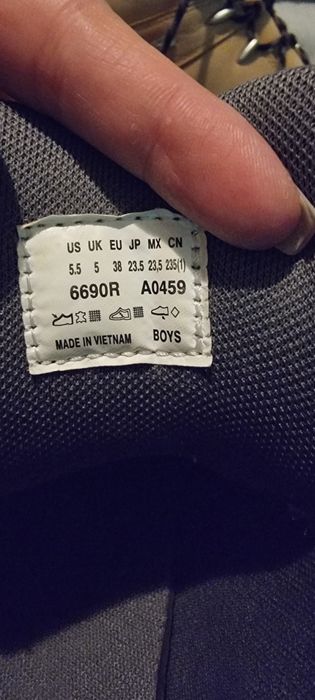 US UK EU JP MX CN
5.5 5 38 23.5 23,5 235(1)
6690R A0459
MADE IN VIETNAM BOYS